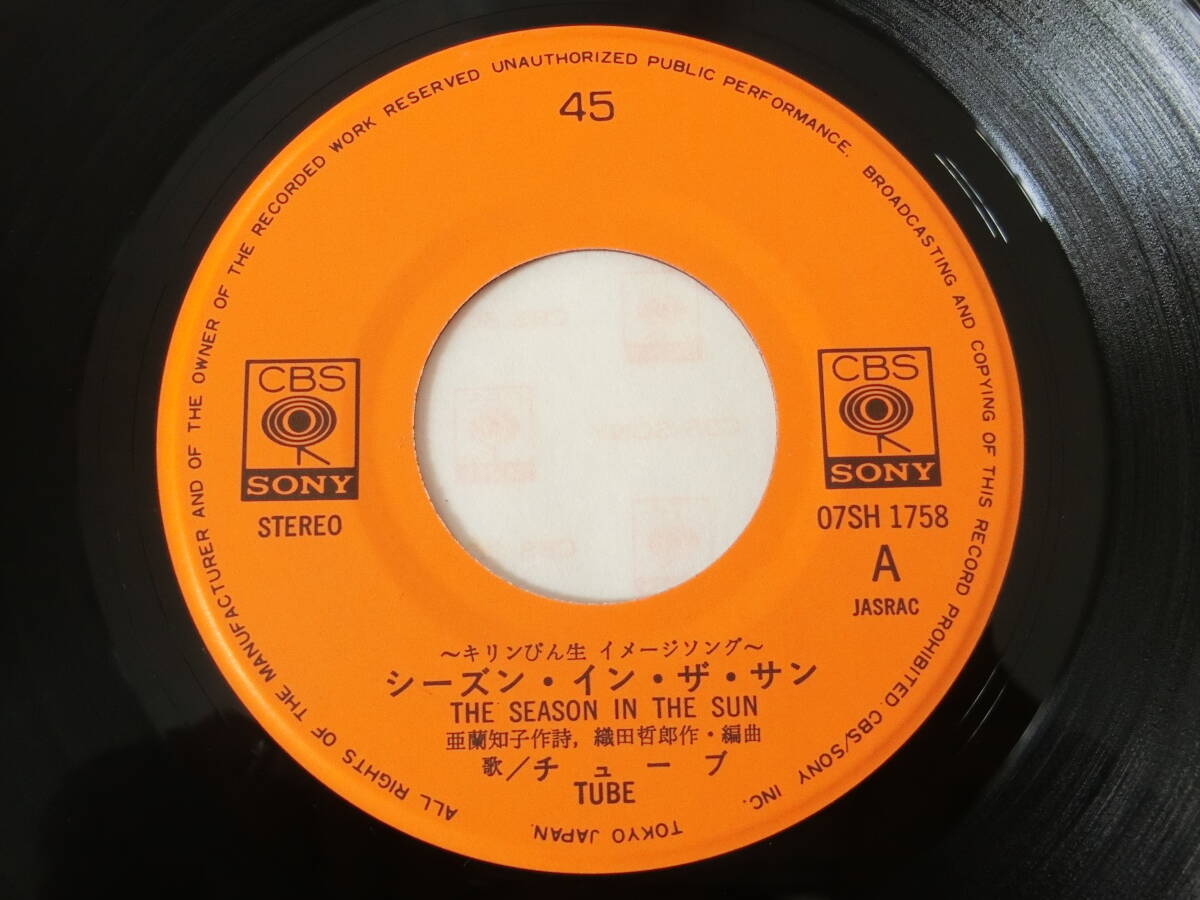 ALL RIGHTS OF THE MANUFACTURER AND OF THE OWNER OF THE RECORDED WORK RESERVED UNAUTHORIZED PUBLIC PERFORMANCE. BROADCASTING AND COPYING OF THIS RECORD PROHIBITED. CBS/SONY INC. TOKYO JAPAN.
45
CBS
SONY
STEREO
CBS
SONY
07SH 1758
A
JASRAC
～キリンびん生 イメージソング～
シーズン・イン・ザ・サン
THE SEASON IN THE SUN
亜蘭知子作詩, 織田哲郎作・編曲
歌/チューブ
TUBE